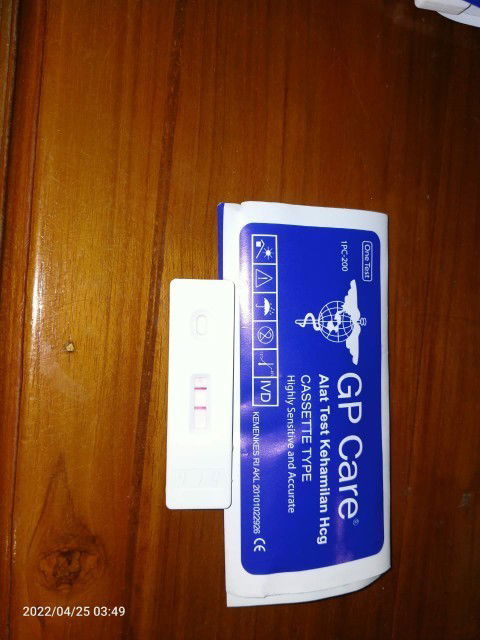 One Test
1PC-200
GP Care®
Alat Test Kehamilan Hcg
CASSETTE TYPE
Highly Sensitive and Accurate
IVD
KEMENKES RI AKL 20101022926 CE
2022/04/25 03:49